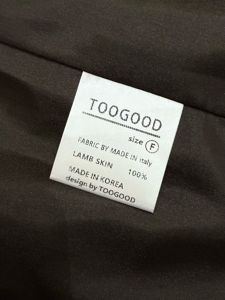 TOOGOOD
size F
FABRIC BY MADE IN Italy
LAMB SKIN 100%
MADE IN KOREA
design by TOOGOOD